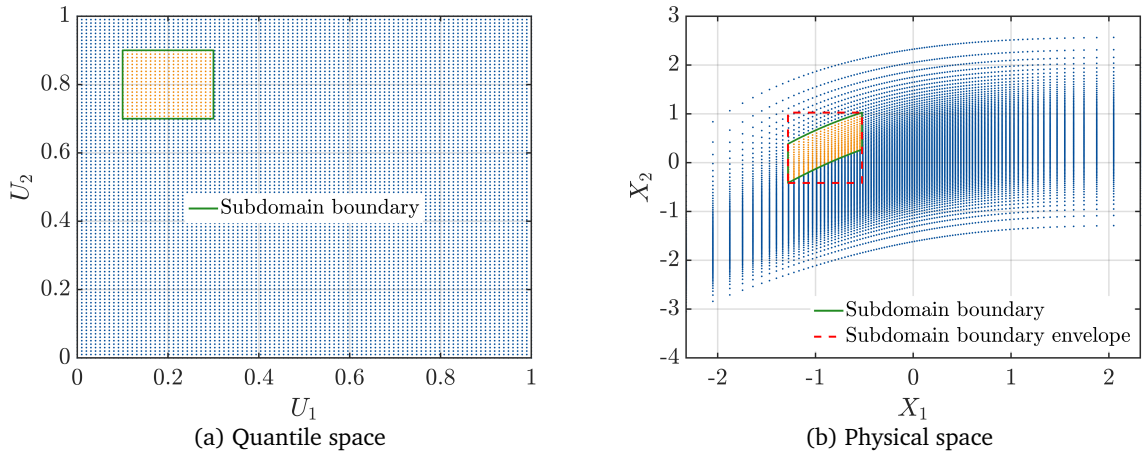 1
0.8
0.6
0.4
0.2
0
U2
Subdomain boundary
0
0.2
0.4
0.6
0.8
1
U1
(a) Quantile space
3
2
1
0
-1
-2
-3
-4
X2
Subdomain boundary
Subdomain boundary envelope
-2
-1
0
1
2
X1
(b) Physical space